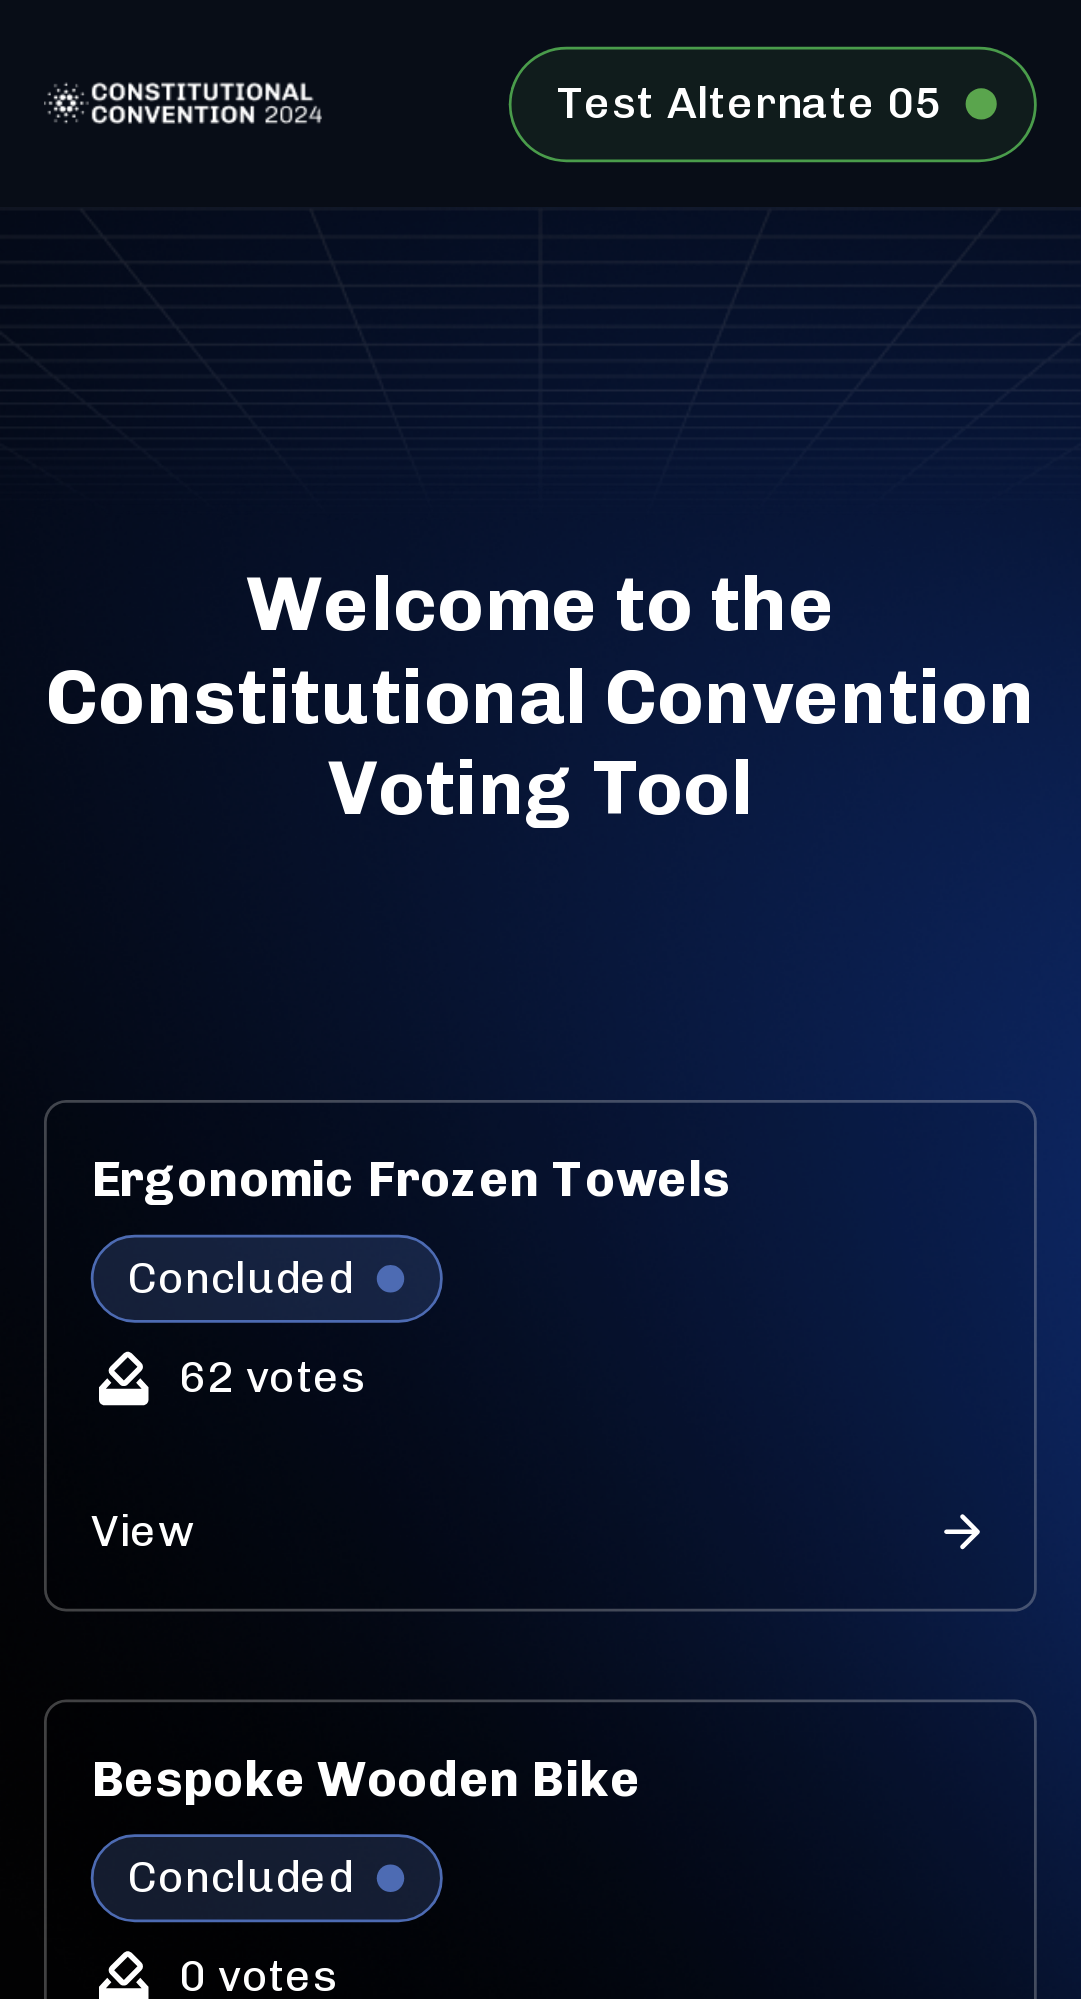 CONSTITUTIONAL
CONVENTION 2024
Test Alternate 05
Welcome to the
Constitutional Convention
Voting Tool
Ergonomic Frozen Towels
Concluded
62 votes
View
Bespoke Wooden Bike
Concluded
0 votes